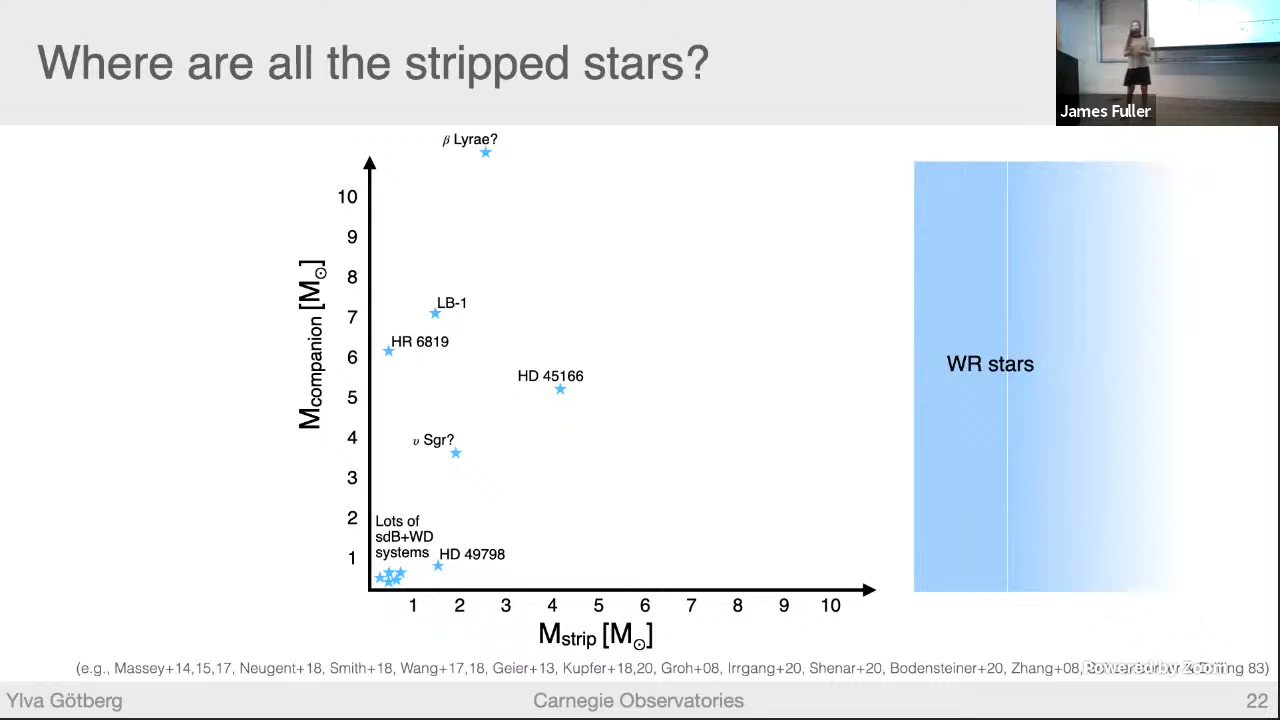 Where are all the stripped stars?
James Fuller
β Lyrae?
10
9
8
7
6
5
4
3
2
1
Mcompanion [M⊙]
LB-1
HR 6819
HD 45166
υ Sgr?
Lots of
sdB+WD
systems
HD 49798
WR stars
1 2 3 4 5 6 7 8 9 10
Mstrip [M⊙]
(e.g., Massey+14,15,17, Neugent+18, Smith+18, Wang+17,18, Geier+13, Kupfer+18,20, Groh+08, Irrgang+20, Shenar+20, Bodensteiner+20, Zhang+08, 83)
Powered by Zoom
Ylva Götberg
Carnegie Observatories
22